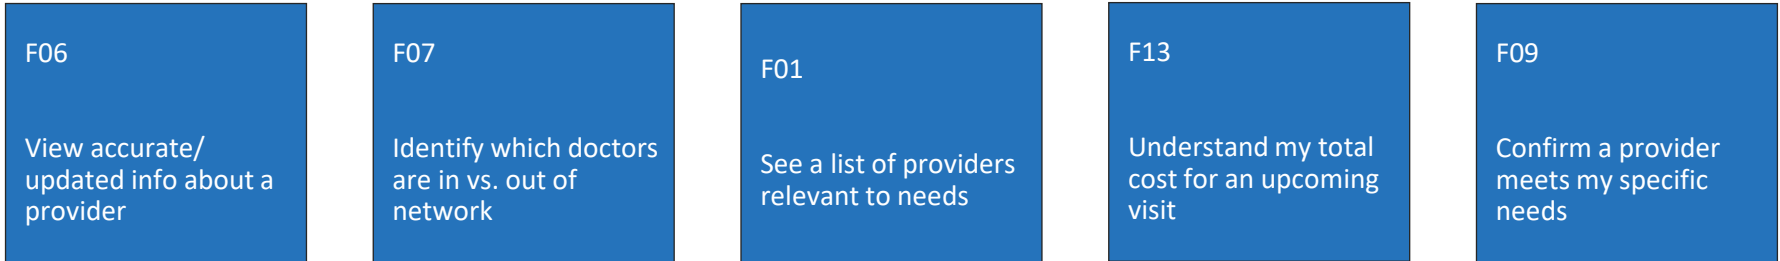 F06
View accurate/
updated info about a
provider
F07
Identify which doctors
are in vs. out of
network
F01
See a list of providers
relevant to needs
F13
Understand my total
cost for an upcoming
visit
F09
Confirm a provider
meets my specific
needs